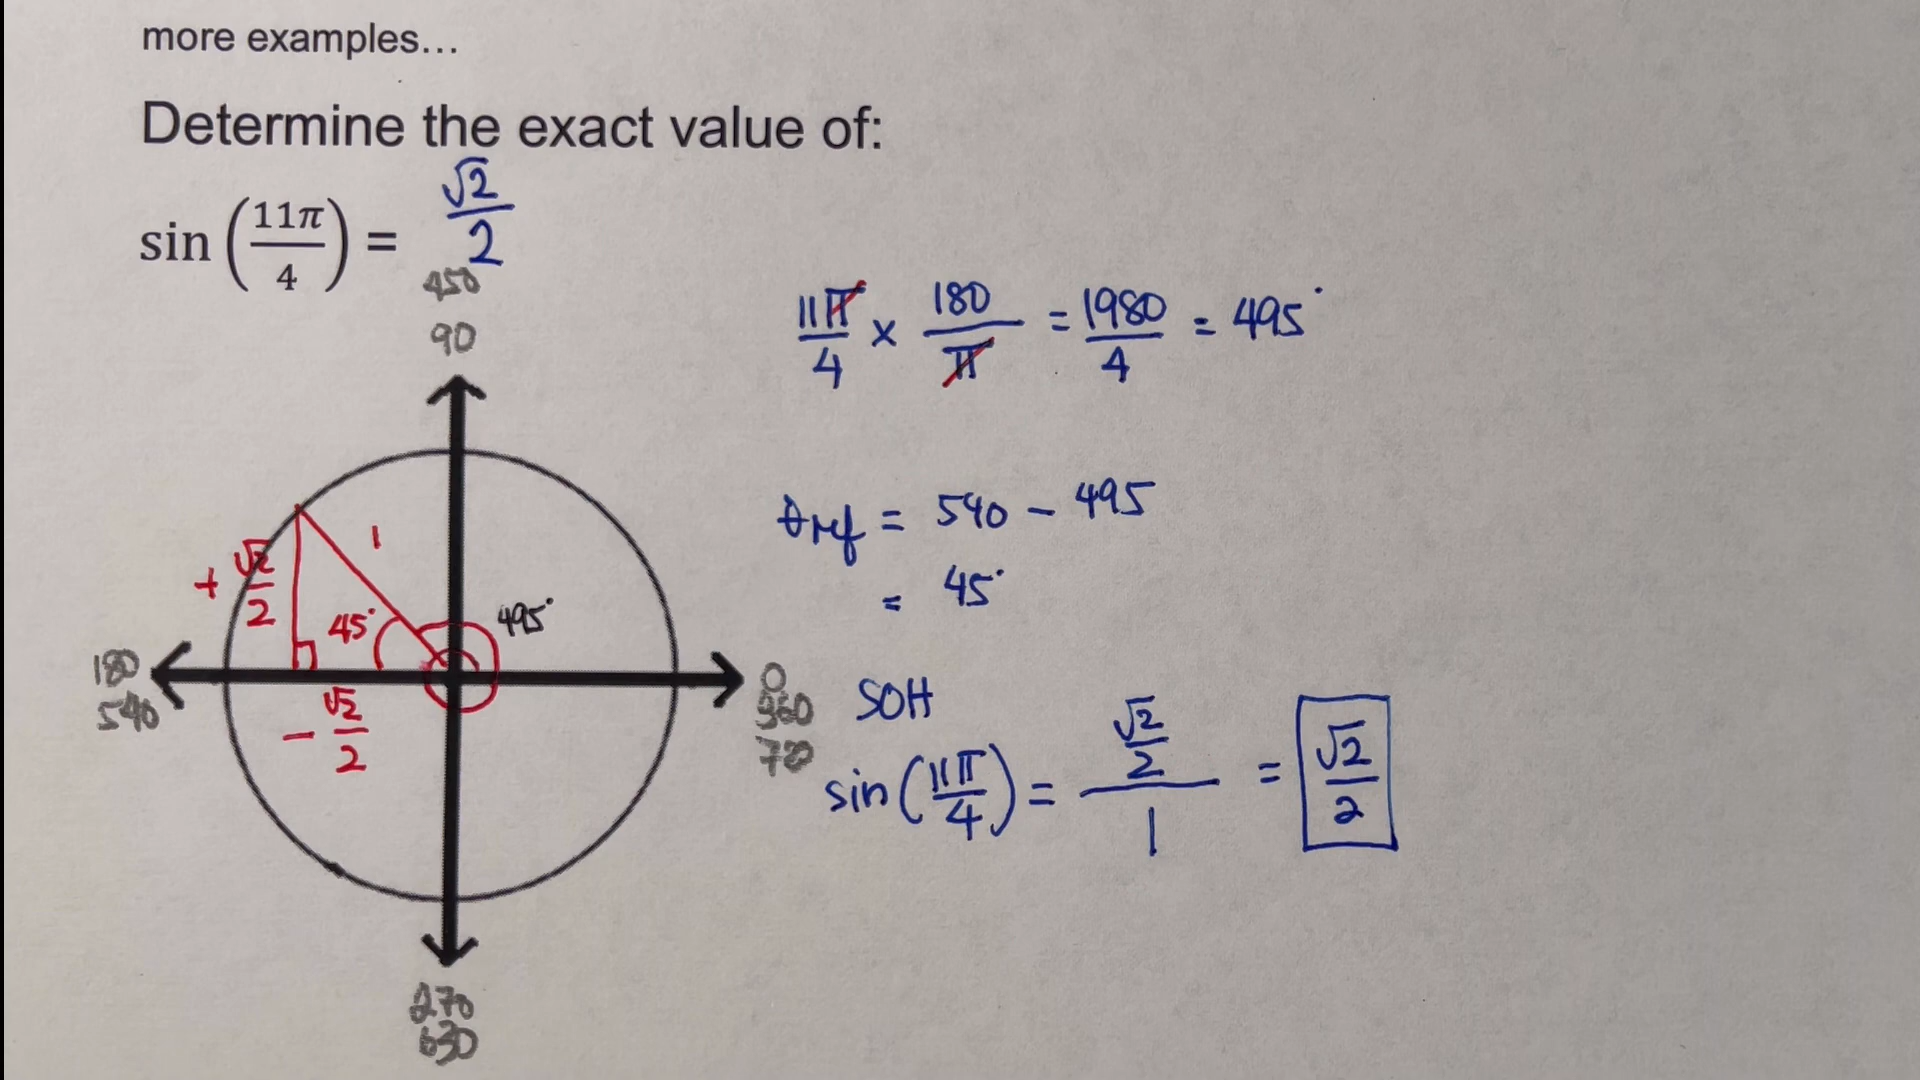 more examples...
Determine the exact value of:
sin (11π/4) = √2/2
450
90
11π/4 × 180/π = 1980/4 = 495°
θref = 540 - 495
= 45°
1
+ √2/2
45°
495°
180
540
0
360
720
- √2/2
SOH
sin(11π/4) = (√2/2)/1 = √2/2
270
630